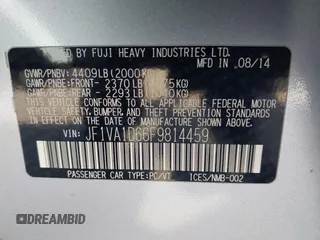 MFD BY FUJI HEAVY INDUSTRIES LTD. 08/14
GVWR/PNBV: 4409LB(2000KG)
GAWR/PNBE:FRONT- 2370LB(1075KG)
GAWR/PNBE:REAR - 2293LB(1040KG)
THIS VEHICLE CONFORMS TO ALL APPLICABLE
FEDERAL MOTOR VEHICLE SAFETY,
BUMPER, AND THEFT PREVENTION STANDARDS
IN EFFECT ON THE DATE OF MANUFACTURE
SHOWN ABOVE.
VIN: JF1VA1D66F9814459
PASSENGER CAR/PC/VT ICES/NMB-002
DREAMBID